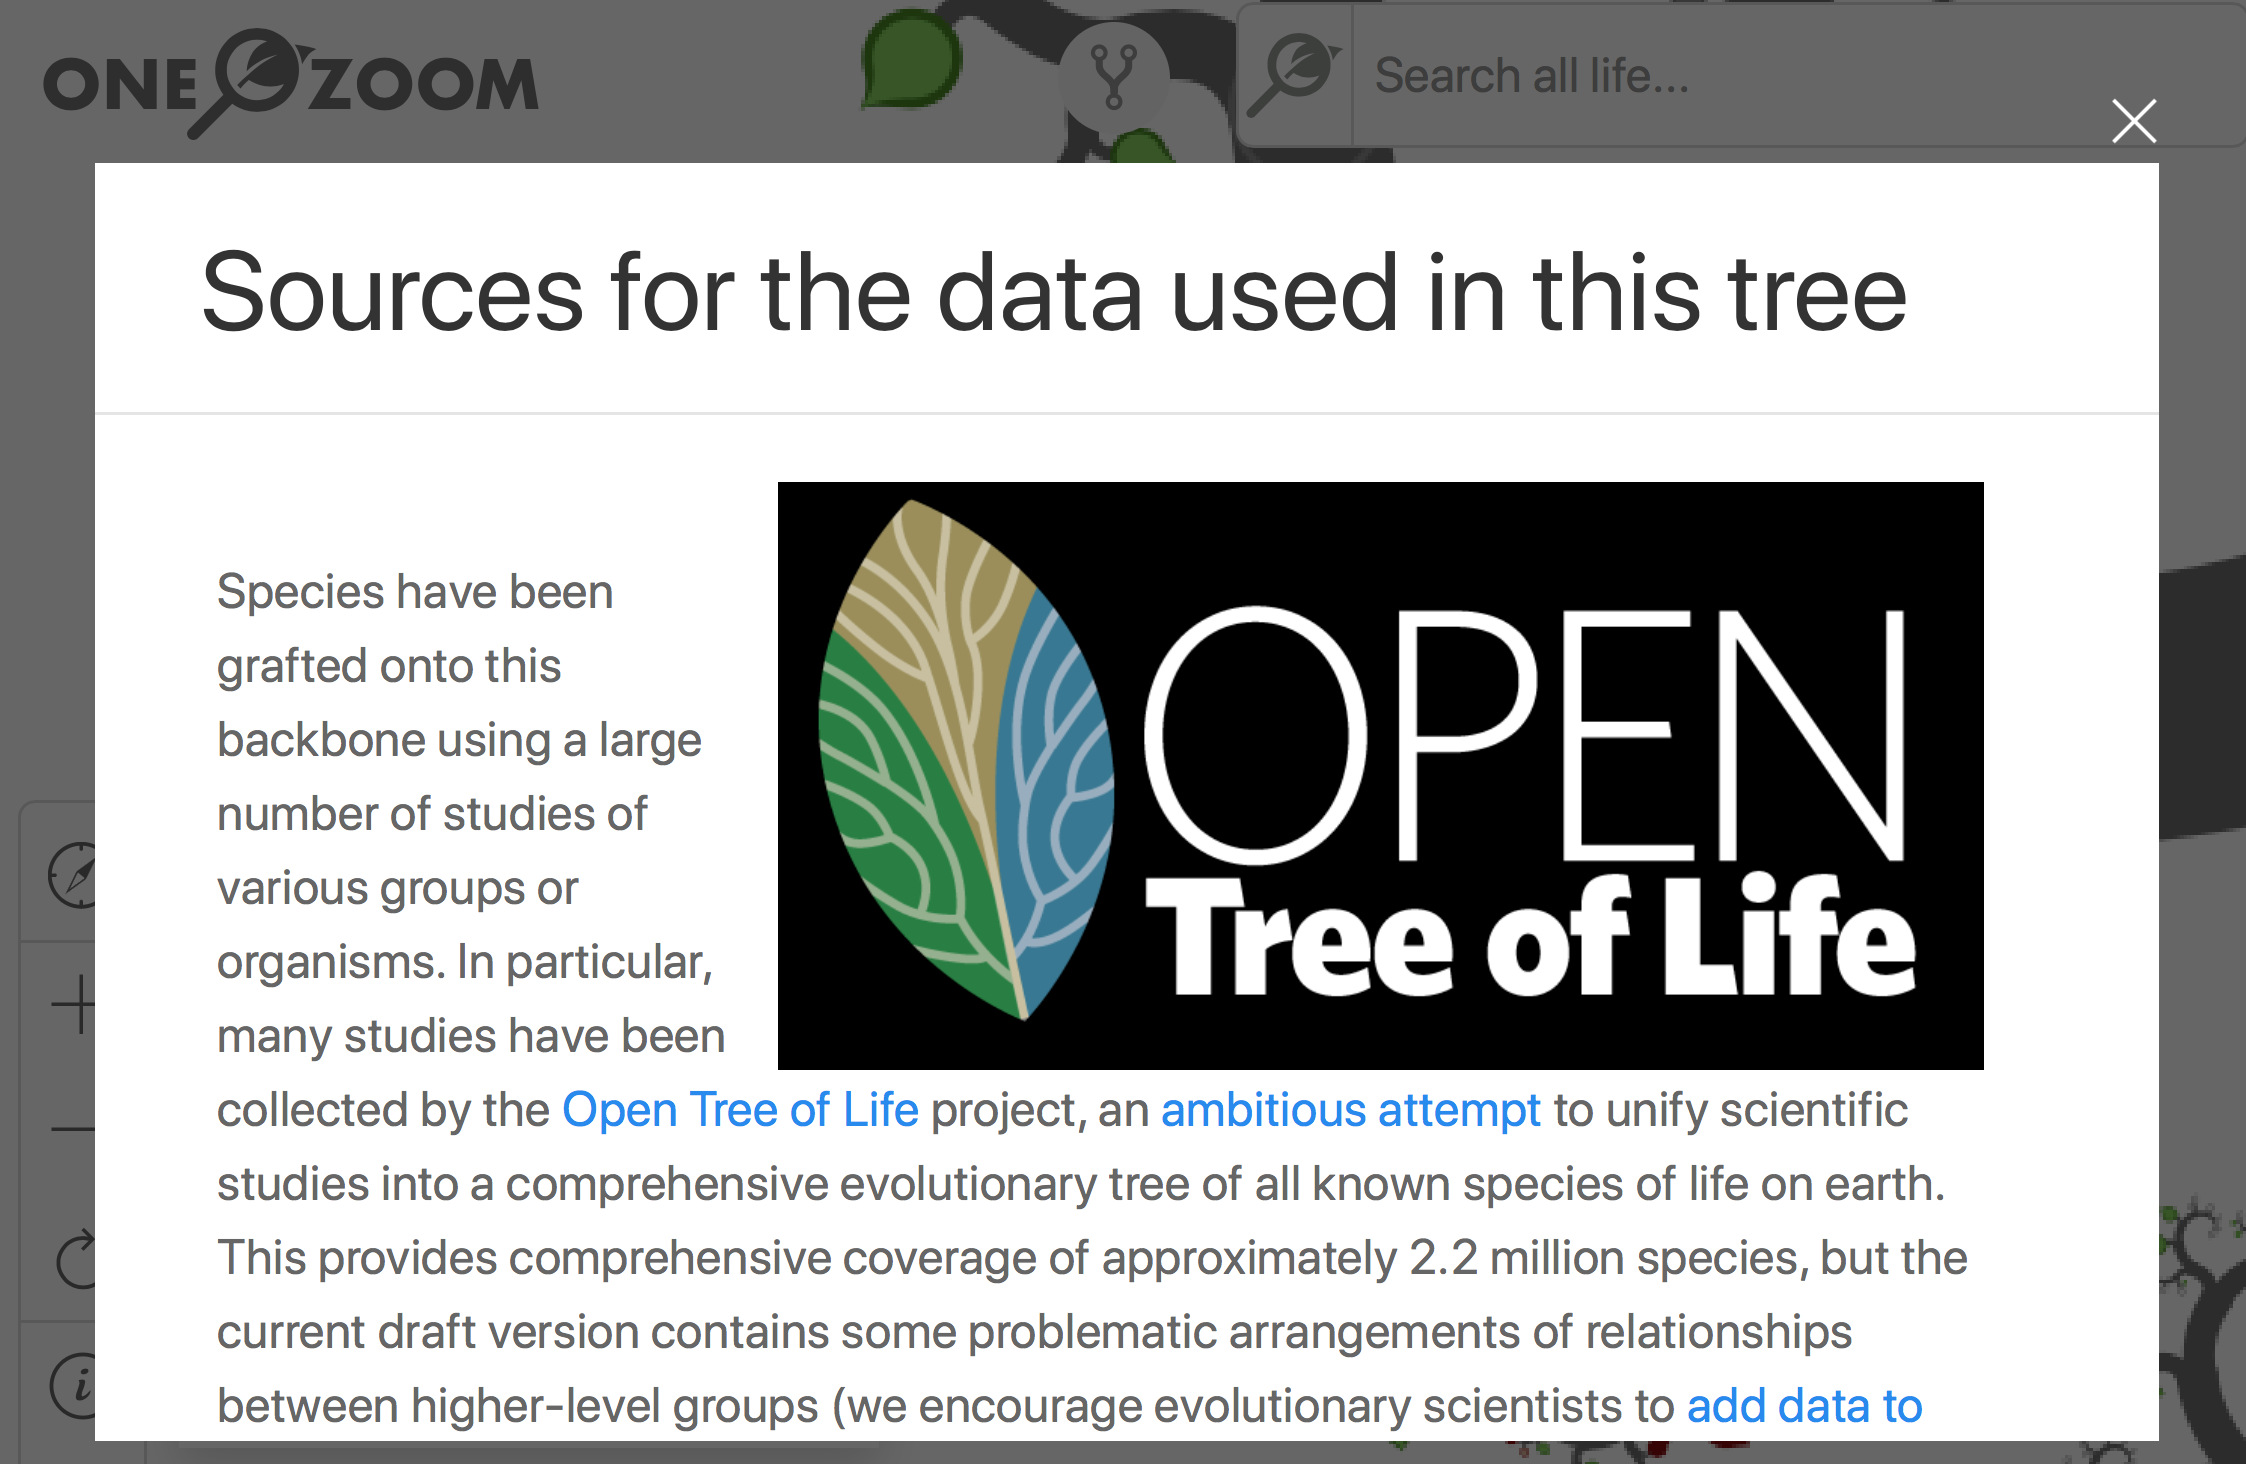 ONE ZOOM
Search all life...
Sources for the data used in this tree
OPEN
Tree of Life
Species have been
grafted onto this
backbone using a large
number of studies of
various groups or
organisms. In particular,
many studies have been
collected by the Open Tree of Life project, an ambitious attempt to unify scientific
studies into a comprehensive evolutionary tree of all known species of life on earth.
This provides comprehensive coverage of approximately 2.2 million species, but the
current draft version contains some problematic arrangements of relationships
between higher-level groups (we encourage evolutionary scientists to add data to